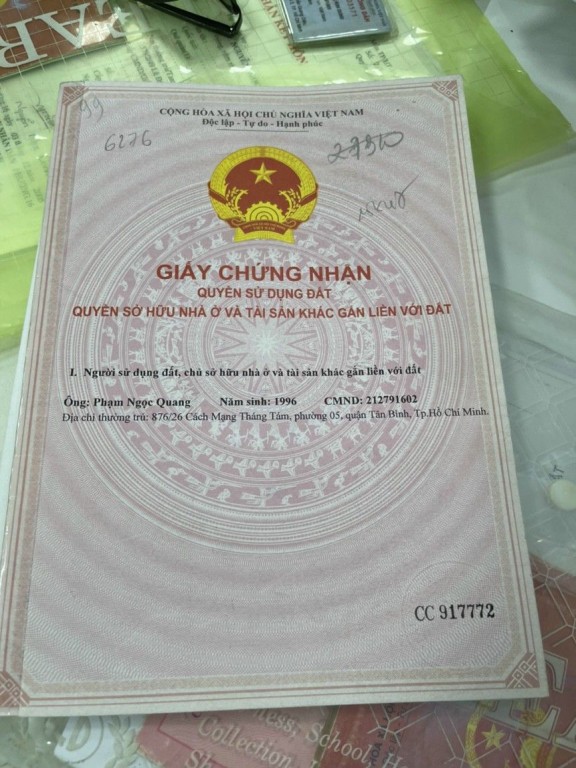 99
CỘNG HÒA XÃ HỘI CHỦ NGHĨA VIỆT NAM
Độc lập - Tự do - Hạnh phúc
6276
GIẤY CHỨNG NHẬN
QUYỀN SỬ DỤNG ĐẤT
QUYỀN SỞ HỮU NHÀ Ở VÀ TÀI SẢN KHÁC GẮN LIỀN VỚI ĐẤT
I. Người sử dụng đất, chủ sở hữu nhà ở và tài sản khác gắn liền với đất
Ông: Phạm Ngọc Quang Năm sinh: 1996 CMND: 212791602
Địa chỉ thường trú: 876/26 Cách Mạng Tháng Tám, phường 05, quận Tân Bình, Tp.Hồ Chí Minh.
CC 917772
School, H
Collection,